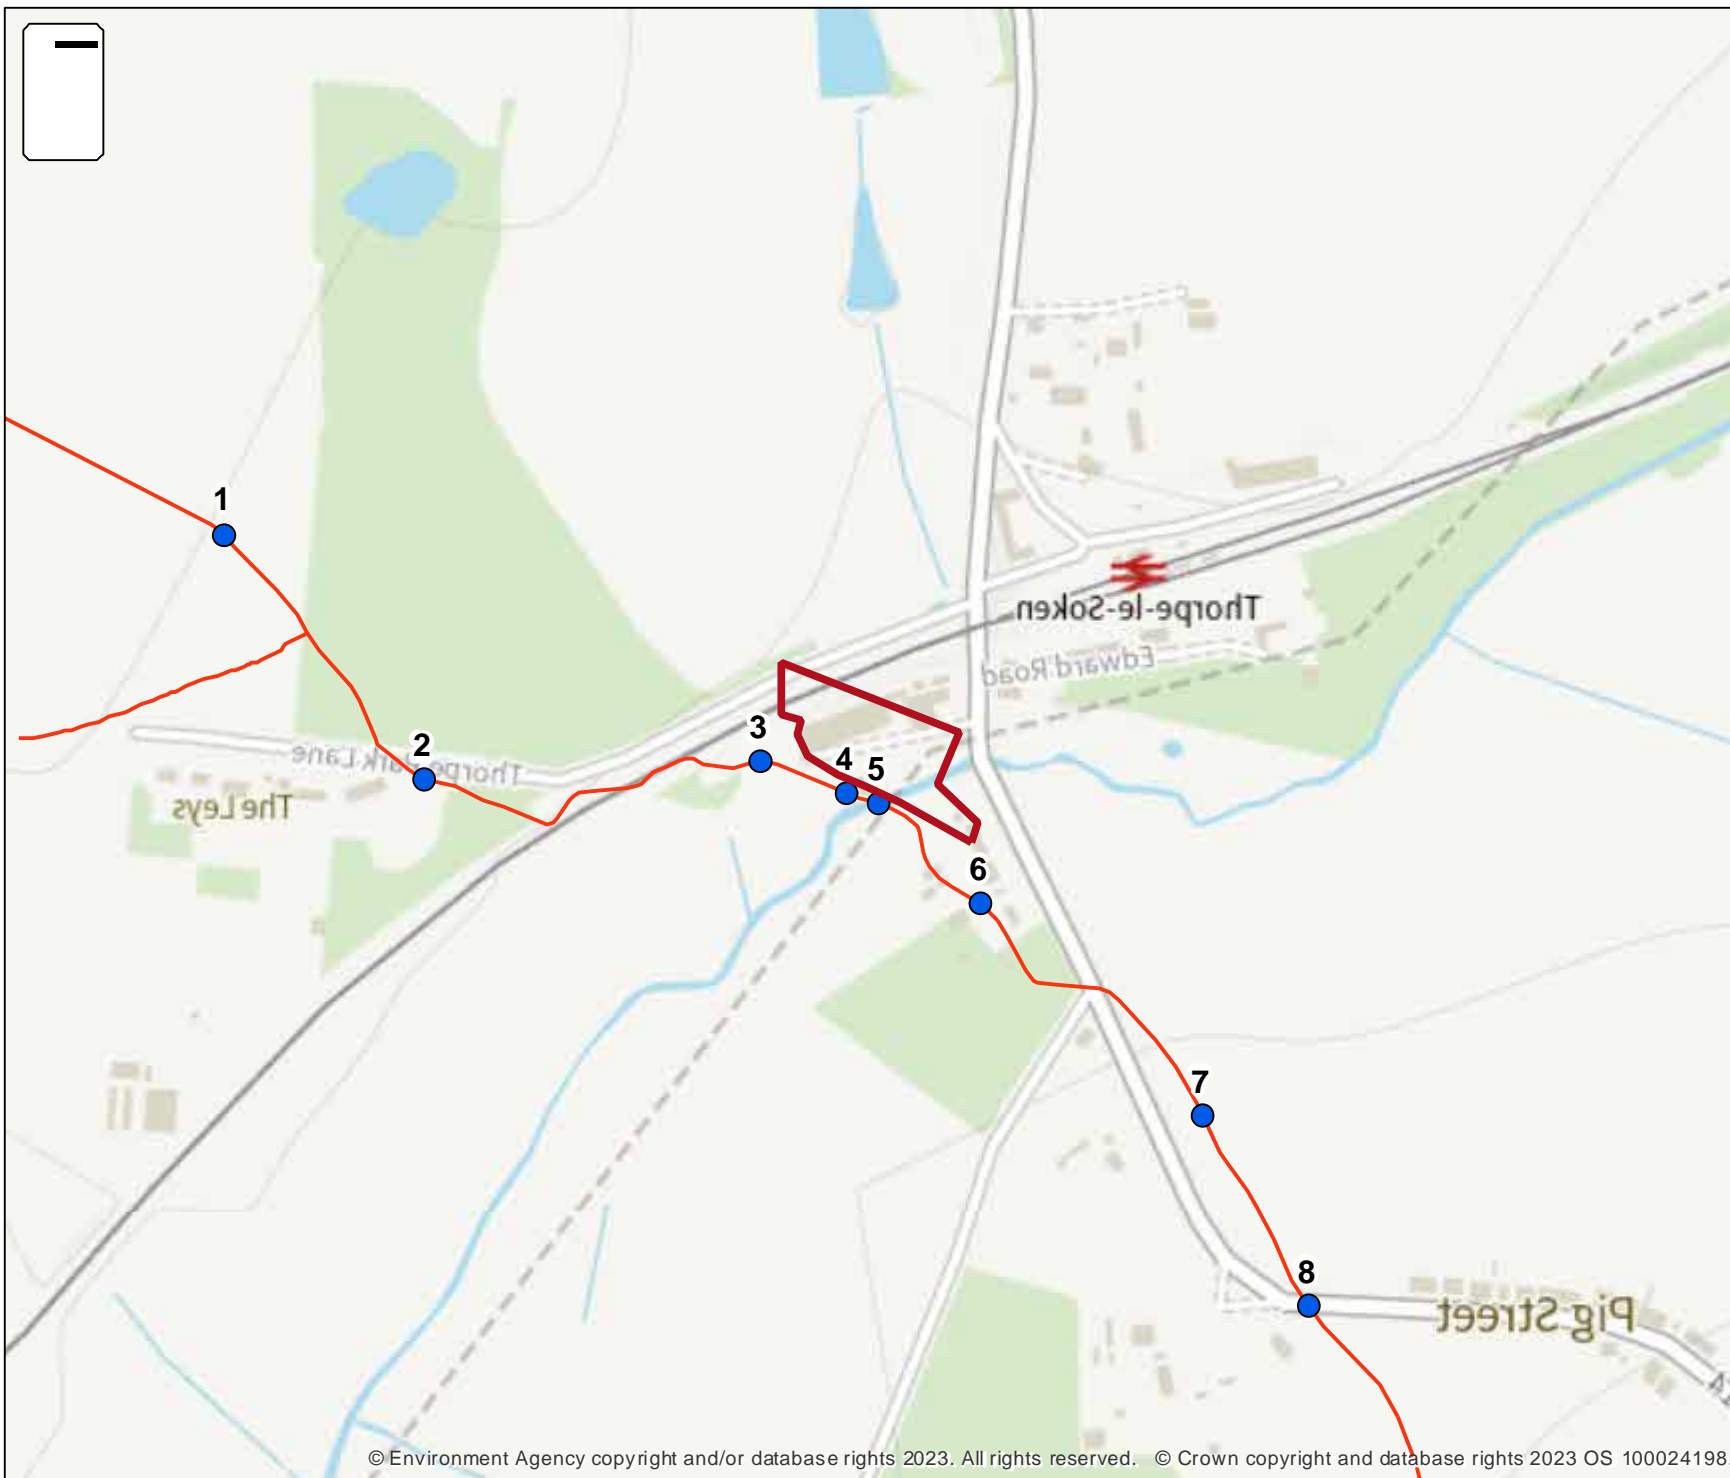 1
Thorpe-le-Soken
Edward Road
3
2
4
5
Thorpe Park Lane
The Leys
6
7
8
Pig Street
© Environment Agency copyright and/or database rights 2023. All rights reserved. © Crown copyright and database rights 2023 OS 100024198